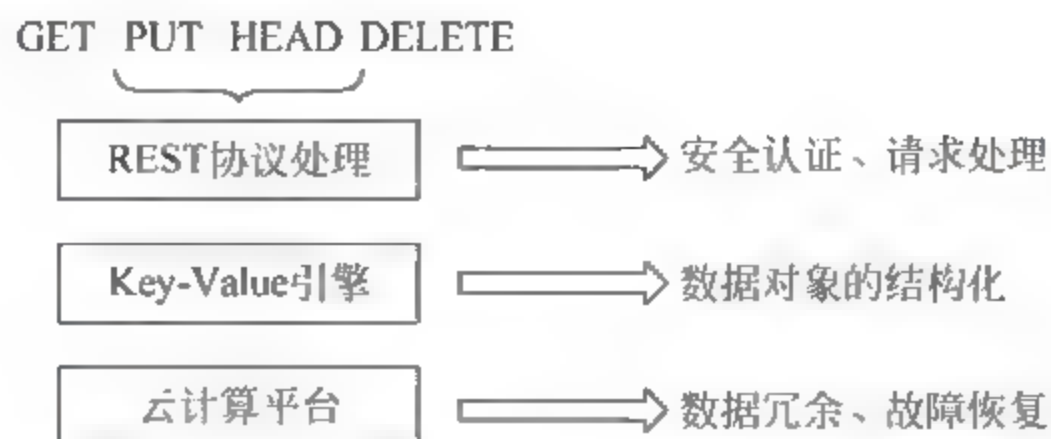 GET PUT HEAD DELETE
REST协议处理 安全认证、请求处理
Key-Value引擎 数据对象的结构化
云计算平台 数据冗余、故障恢复